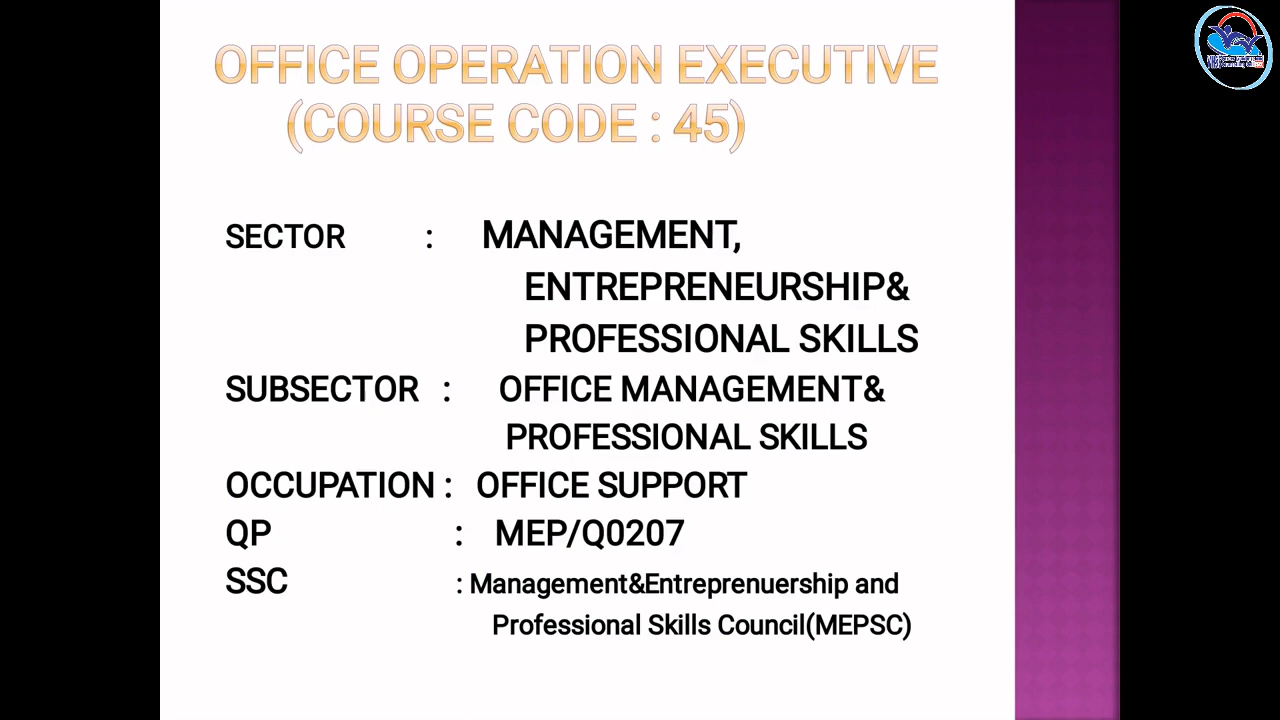 OFFICE OPERATION EXECUTIVE
(COURSE CODE : 45)
SECTOR : MANAGEMENT,
ENTREPRENEURSHIP&
PROFESSIONAL SKILLS
SUBSECTOR : OFFICE MANAGEMENT&
PROFESSIONAL SKILLS
OCCUPATION : OFFICE SUPPORT
QP : MEP/Q0207
SSC : Management&Entreprenuership and
Professional Skills Council(MEPSC)